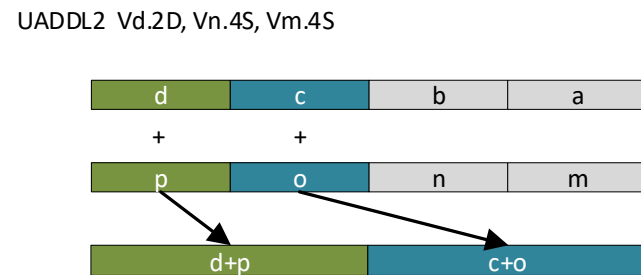 UADDL2 Vd.2D, Vn.4S, Vm.4S
d c b a
+ +
p o n m
d+p c+o